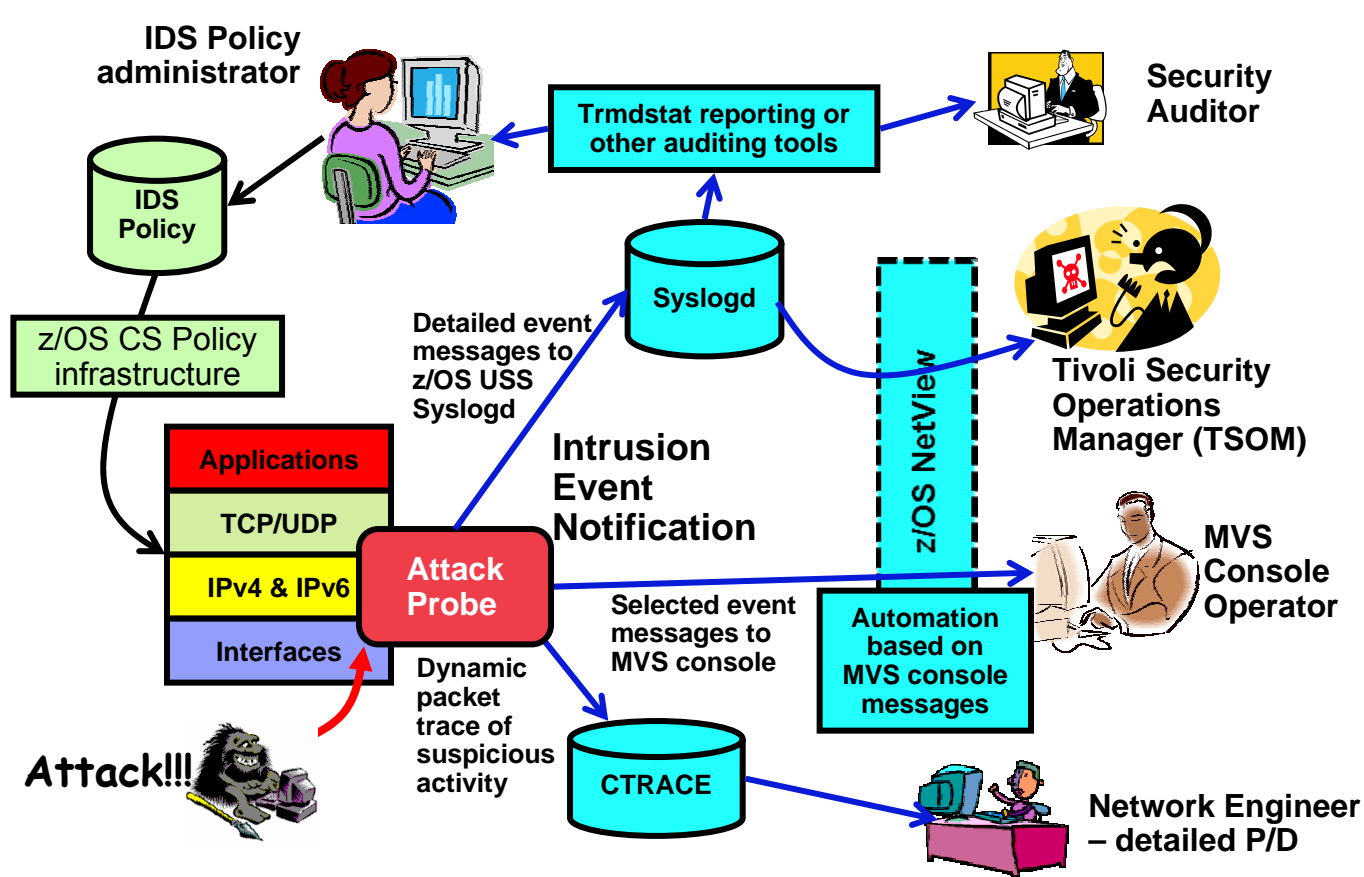 IDS Policy
administrator
Trmdstat reporting or
other auditing tools
Security
Auditor
IDS
Policy
Syslogd
z/OS CS Policy
infrastructure
Detailed event
messages to
z/OS USS
Syslogd
z/OS NetView
Tivoli Security
Operations
Manager (TSOM)
Applications
TCP/UDP
IPv4 & IPv6
Interfaces
Attack
Probe
Intrusion
Event
Notification
MVS
Console
Operator
Selected event
messages to
MVS console
Automation
based on
MVS console
messages
Dynamic
packet
trace of
suspicious
activity
Attack!!!
CTRACE
Network Engineer
– detailed P/D